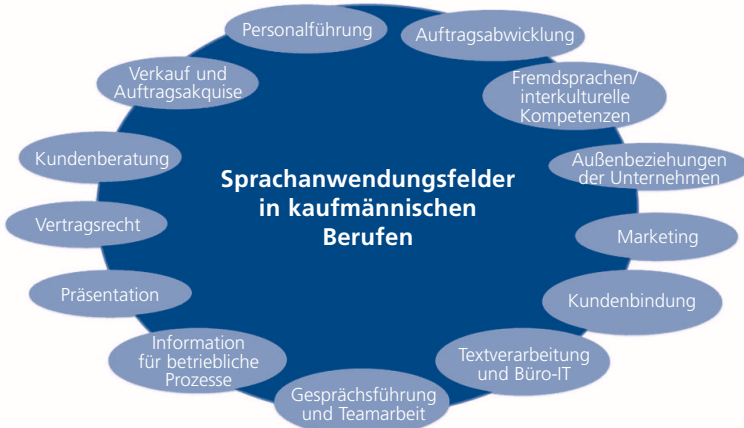 Sprachanwendungsfelder
in kaufmännischen
Berufen
Personalführung
Auftragsabwicklung
Fremdsprachen/
interkulturelle
Kompetenzen
Außenbeziehungen
der Unternehmen
Marketing
Kundenbindung
Textverarbeitung
und Büro-IT
Gesprächsführung
und Teamarbeit
Information
für betriebliche
Prozesse
Präsentation
Vertragsrecht
Kundenberatung
Verkauf und
Auftragsakquise